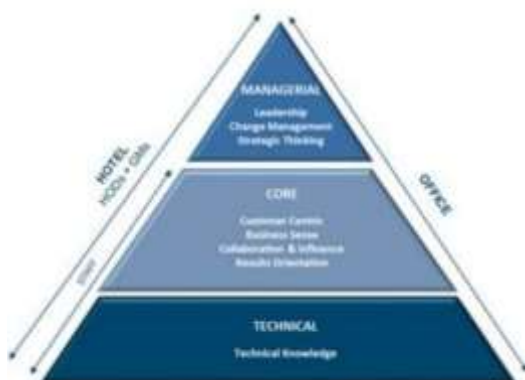 MANAGERIAL
Leadership
Change Management
Strategic Thinking
HOTEL
HODs + GMs
OFFICE
CORE
Customer Centric
Business Sense
Collaboration & Influence
Results Orientation
STAFF
TECHNICAL
Technical Knowledge